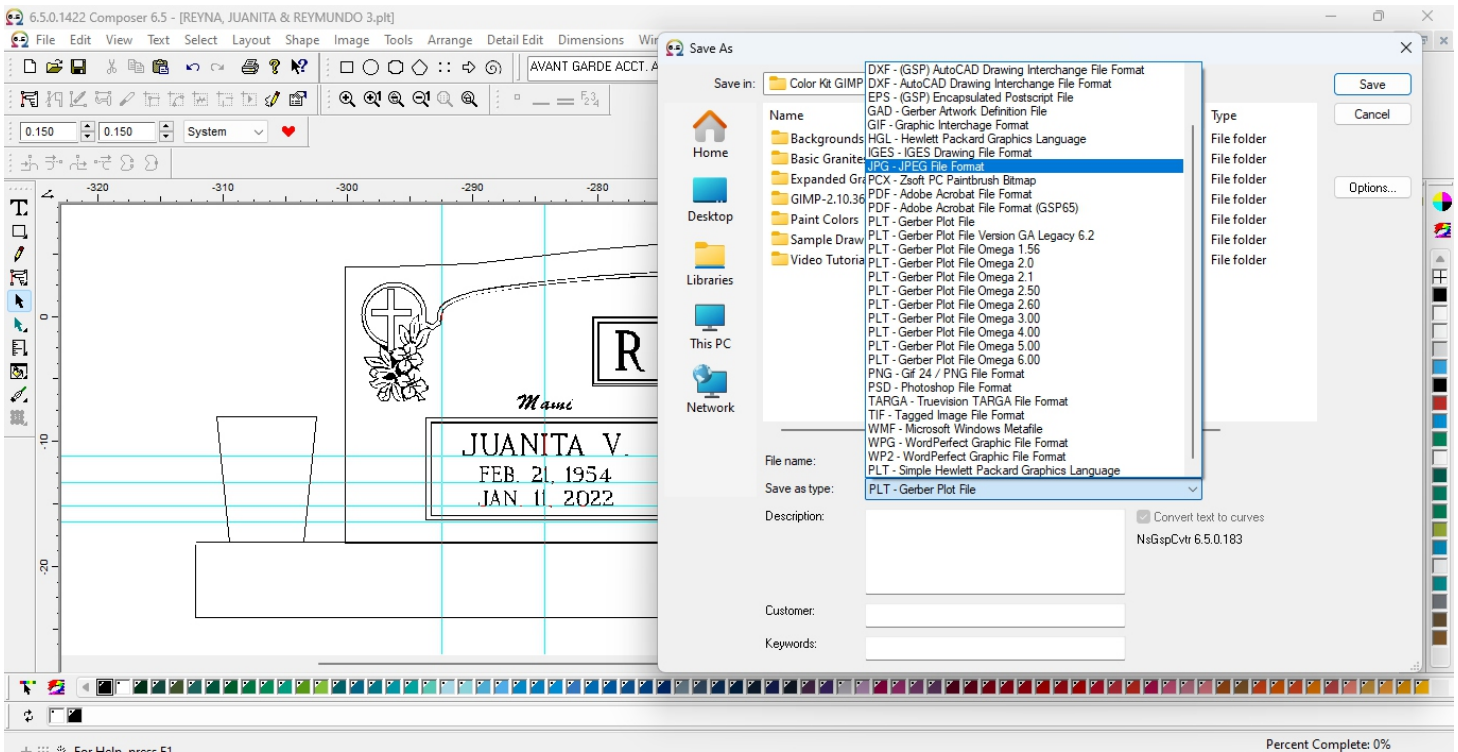 6.5.0.1422 Composer 6.5 - [REYNA, JUANITA & REYMUNDO 3.plt]
File Edit View Text Select Layout Shape Image Tools Arrange Detail Edit Dimensions
AVANT GARDE ACCT.
0.150 0.150 System
-320 -310 -300 -290 -280
0
-10
-20
R
Mami
JUANITA V.
FEB. 21, 1954
JAN. 11, 2022
Save As
Save in: Color Kit GIMP
Save
Cancel
Options...
Home
Desktop
Libraries
This PC
Network
Name
Type
Backgrounds
File folder
Basic Granites
File folder
Expanded Gra
File folder
GIMP-2.10.36
File folder
Paint Colors
File folder
Sample Draw
File folder
Video Tutoria
File folder
DXF - (GSP) AutoCAD Drawing Interchange File Format
DXF - AutoCAD Drawing Interchange File Format
EPS - (GSP) Encapsulated Postscript File
GAD - Gerber Artwork Definition File
GIF - Graphic Interchage Format
HGL - Hewlett Packard Graphics Language
IGES - IGES Drawing File Format
JPG - JPEG File Format
PCX - Zsoft PC Paintbrush Bitmap
PDF - Adobe Acrobat File Format
PDF - Adobe Acrobat File Format (GSP65)
PLT - Gerber Plot File
PLT - Gerber Plot File Version GA Legacy 6.2
PLT - Gerber Plot File Omega 1.56
PLT - Gerber Plot File Omega 2.0
PLT - Gerber Plot File Omega 2.1
PLT - Gerber Plot File Omega 2.50
PLT - Gerber Plot File Omega 2.60
PLT - Gerber Plot File Omega 3.00
PLT - Gerber Plot File Omega 4.00
PLT - Gerber Plot File Omega 5.00
PLT - Gerber Plot File Omega 6.00
PNG - Gif 24 / PNG File Format
PSD - Photoshop File Format
TARGA - Truevision TARGA File Format
TIF - Tagged Image File Format
WMF - Microsoft Windows Metafile
WPG - WordPerfect Graphic File Format
WP2 - WordPerfect Graphic File Format
PLT - Simple Hewlett Packard Graphics Language
File name:
Save as type: PLT - Gerber Plot File
Description:
Convert text to curves
NsGspCvtr 6.5.0.183
Customer:
Keywords:
For Help, press F1
Percent Complete: 0%